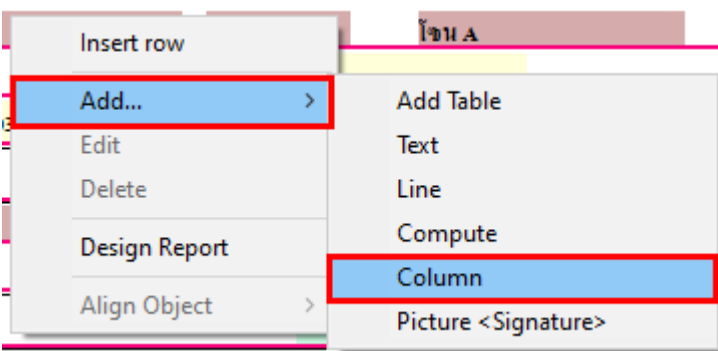 โซน A
Insert row
Add...
Edit
Delete
Design Report
Align Object
Add Table
Text
Line
Compute
Column
Picture <Signature>